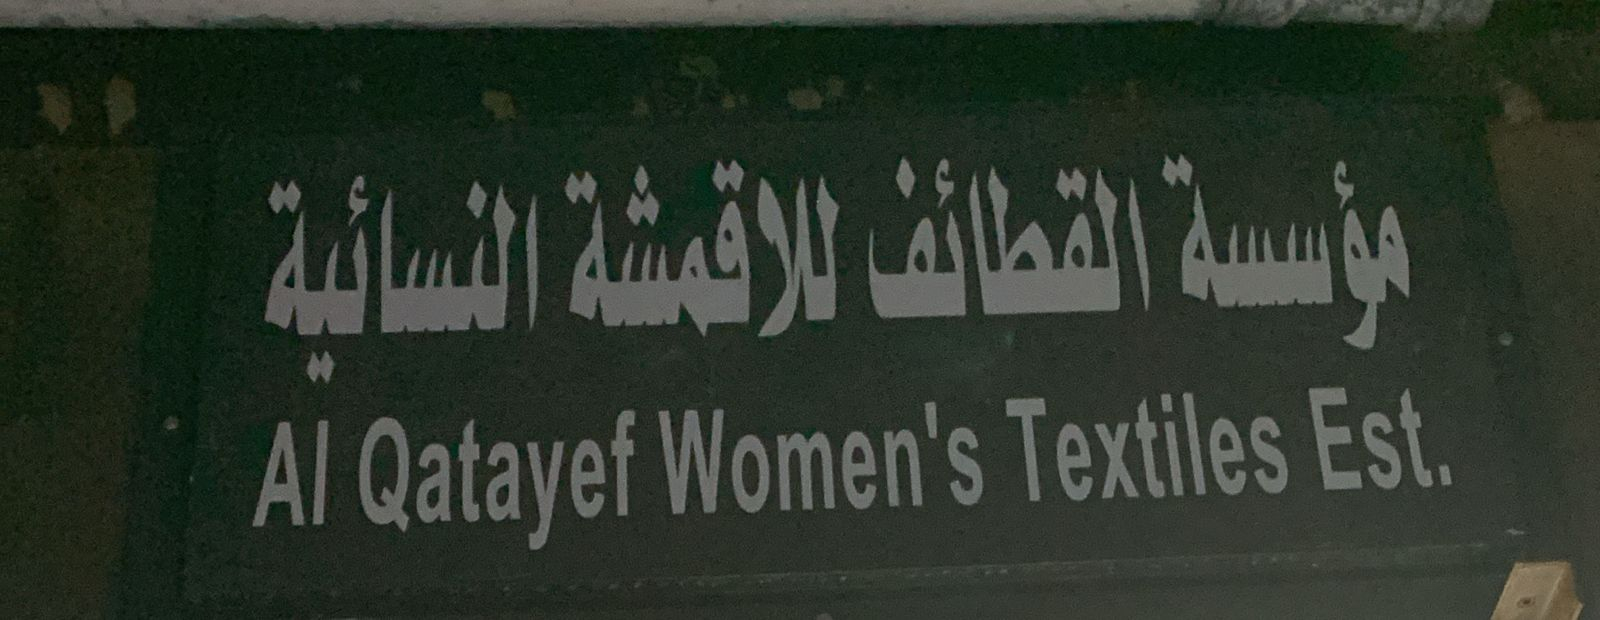 مؤسسة القطائف للاقمشة النسائية
Al Qatayef Women's Textiles Est.